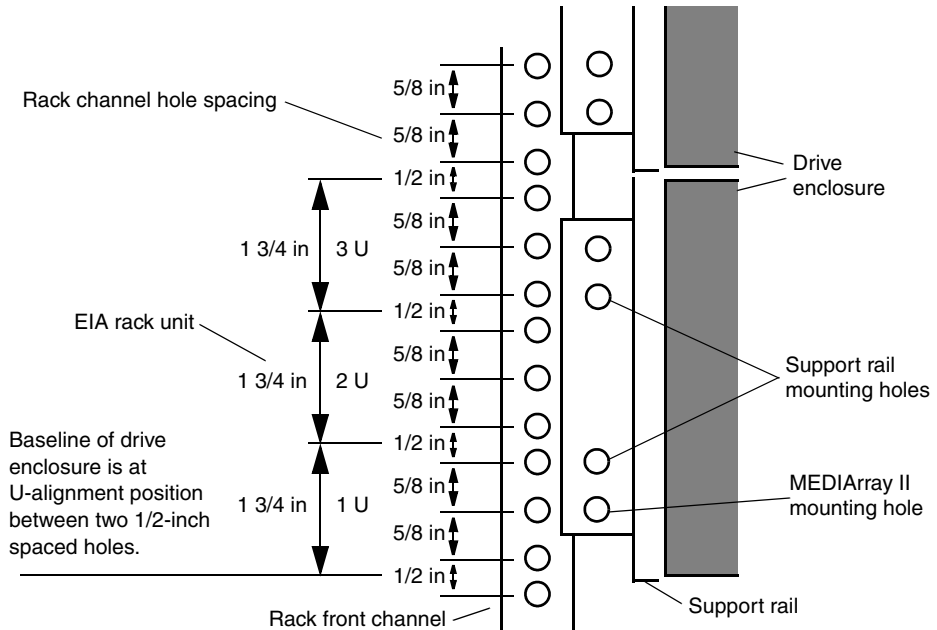 5/8 in
Rack channel hole spacing
5/8 in
1/2 in
Drive
enclosure
5/8 in
1 3/4 in 3 U
5/8 in
1/2 in
EIA rack unit
5/8 in
1 3/4 in 2 U
5/8 in
Support rail
mounting holes
1/2 in
Baseline of drive
enclosure is at
U-alignment position
between two 1/2-inch
spaced holes.
5/8 in
1 3/4 in 1 U
5/8 in
MEDIArray II
mounting hole
1/2 in
Rack front channel
Support rail